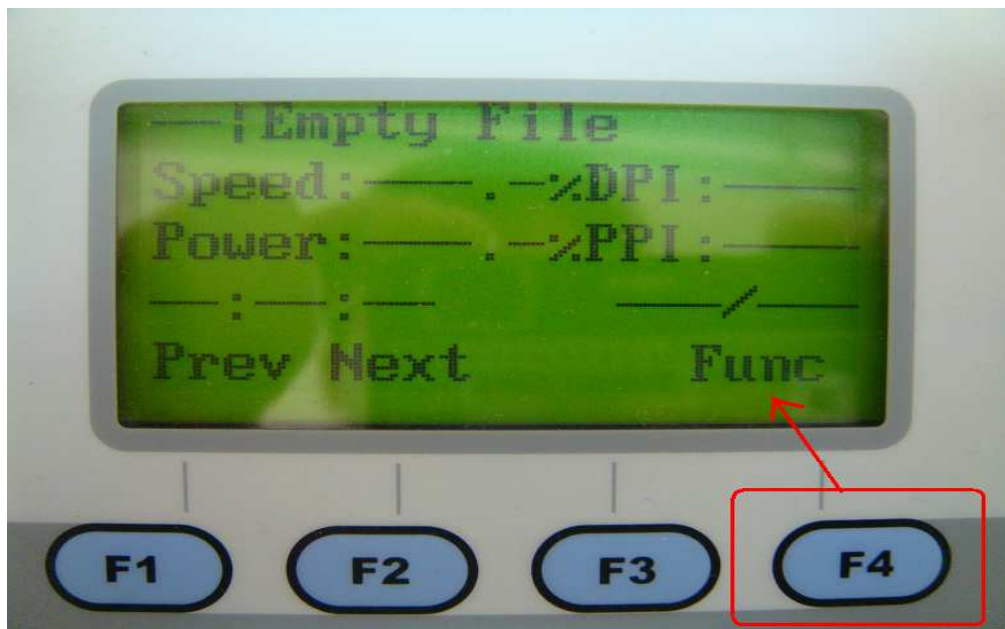 ——¦Empty File
Speed:———.—%DPI:———
Power:———.—%PPI:———
——:——:—— ———/———
Prev Next Func
F1 F2 F3 F4